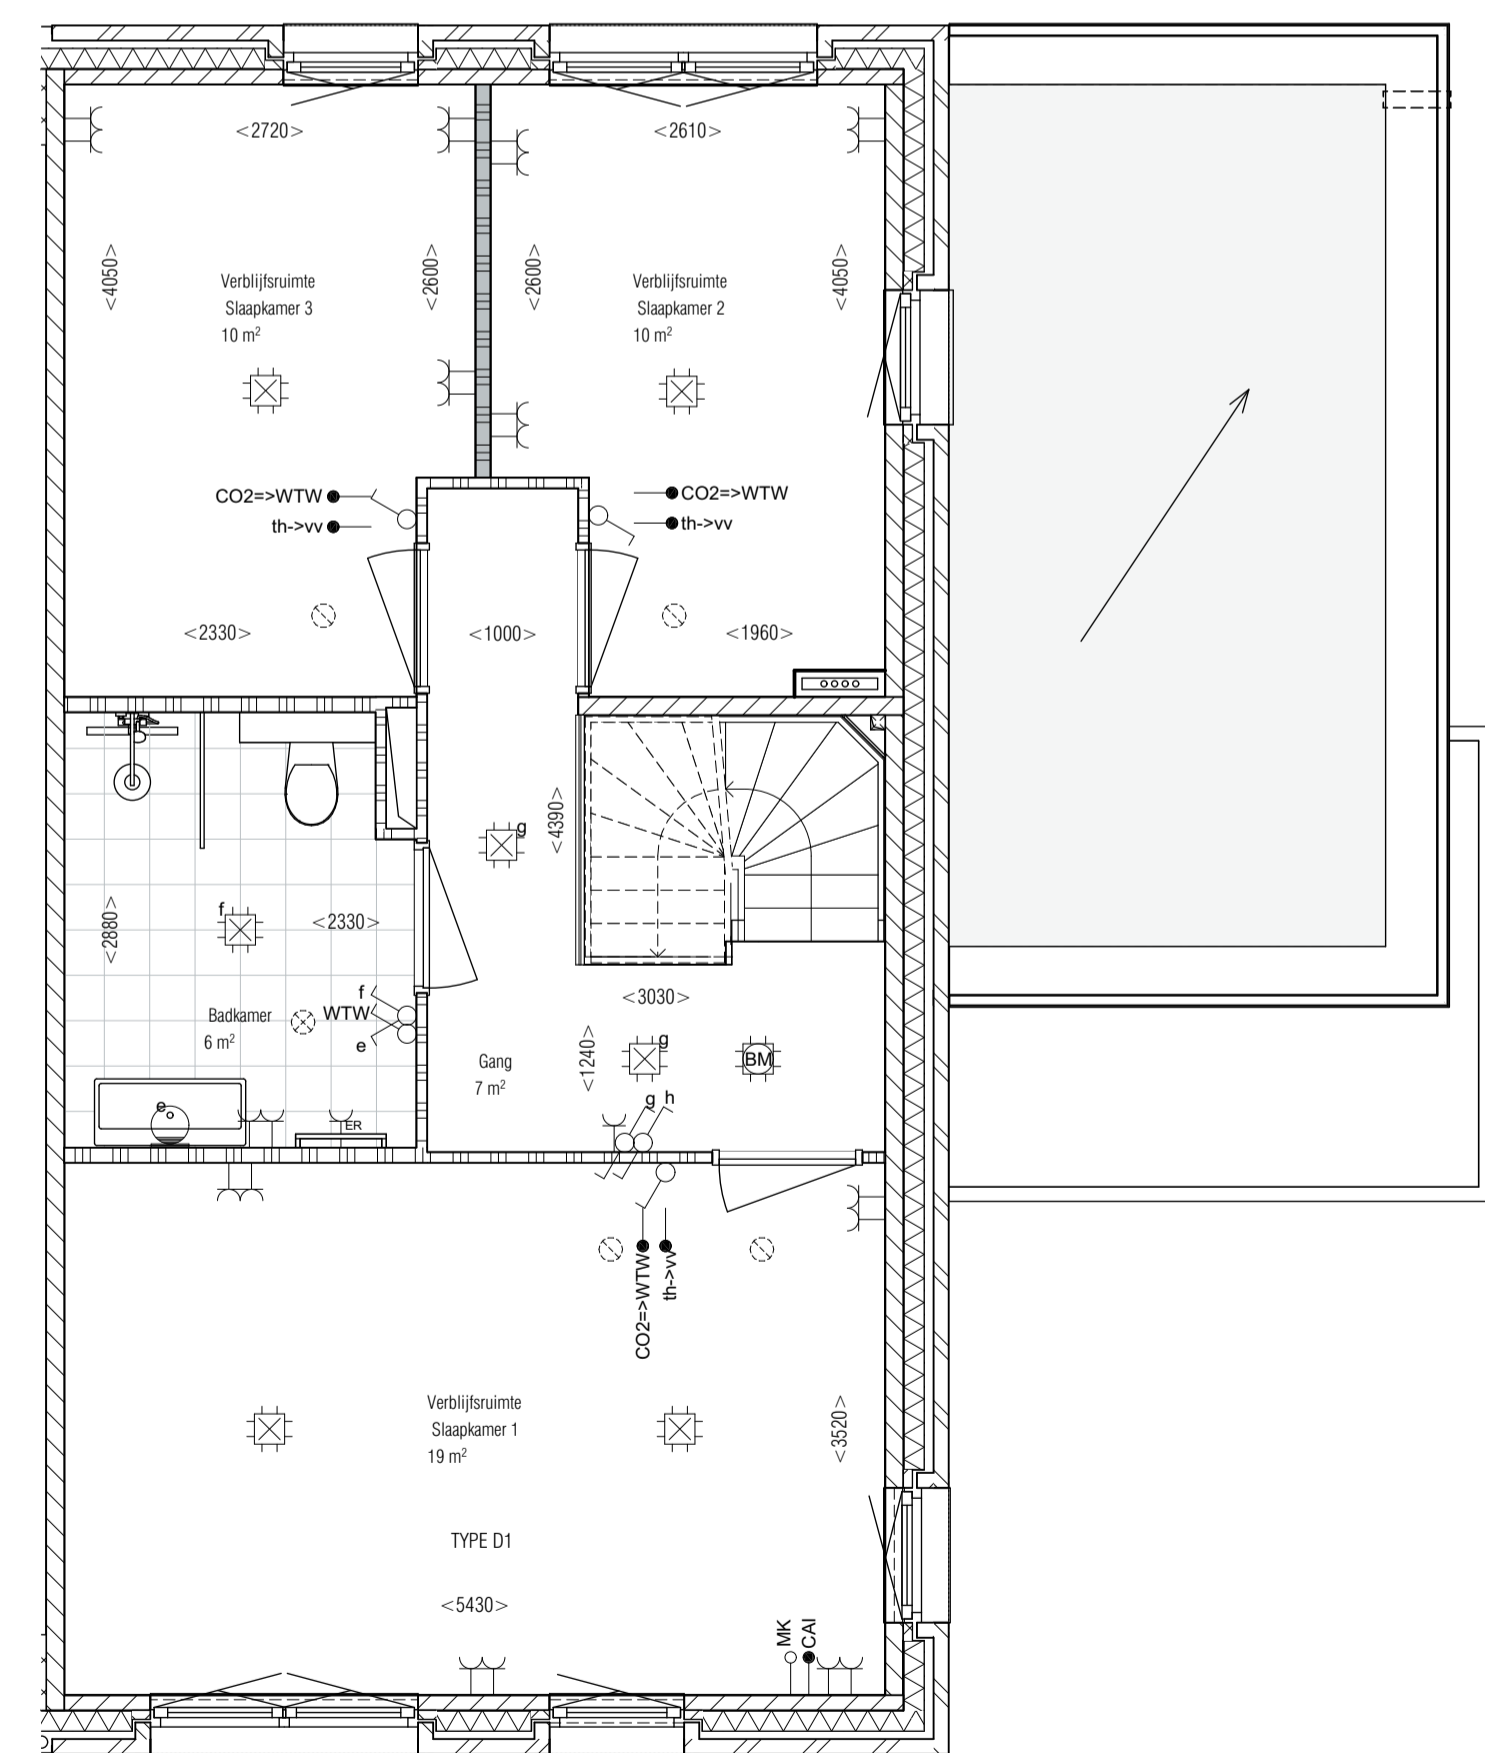 <2720>
<2610>
<4050>
<2600>
<2600>
<4050>
Verblijfsruimte
Slaapkamer 3
10 m²
Verblijfsruimte
Slaapkamer 2
10 m²
CO2=>WTW
th->vv
CO2=>WTW
th->vv
<2330>
<1000>
<1960>
g
<4390>
f
<2880>
<2330>
f
WTW
e
Badkamer
6 m²
<3030>
<1240>
g
BM
Gang
7 m²
g h
e
ER
CO2=>WTW
th->vv
Verblijfsruimte
Slaapkamer 1
19 m²
<3520>
TYPE D1
<5430>
MK
CAI